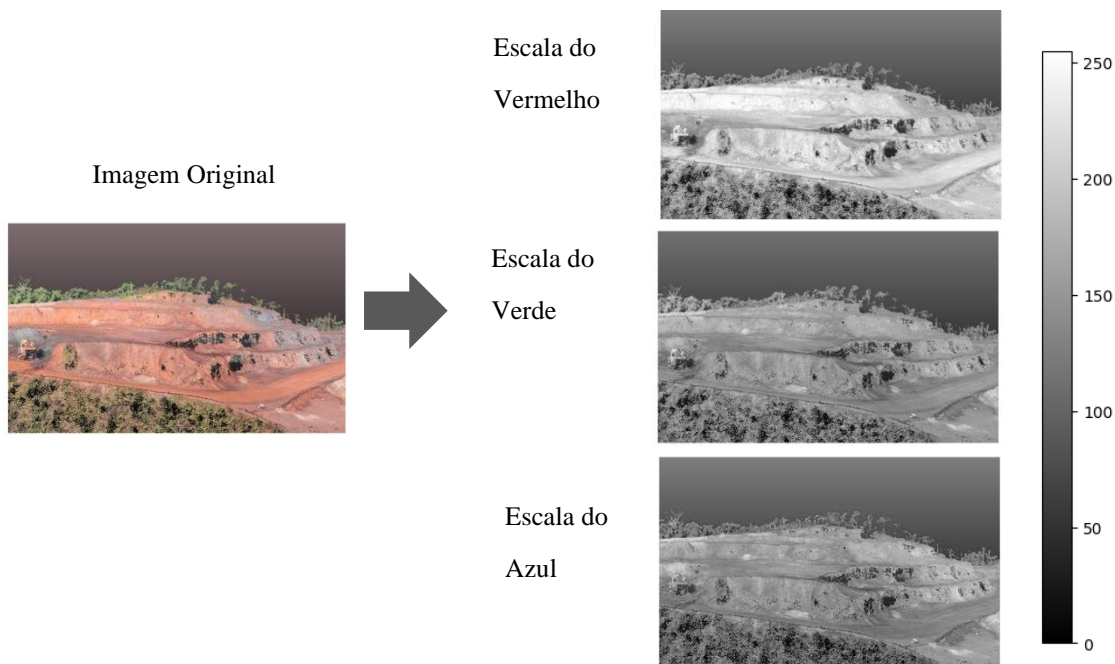 Escala do
Vermelho
Imagem Original
Escala do
Verde
Escala do
Azul
250
200
150
100
50
0